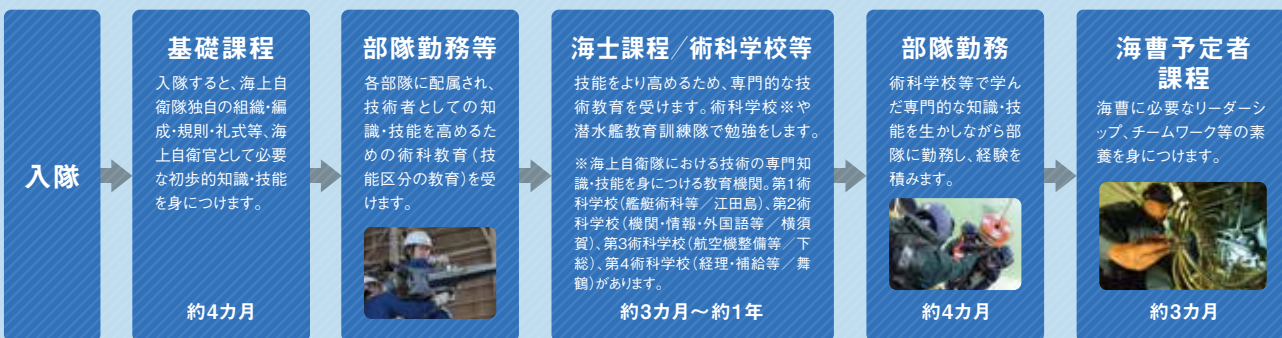 入隊
基礎課程
入隊すると、海上自
衛隊独自の組織・編
成・規則・礼式等、海
上自衛官として必要
な初歩的知識・技能
を身につけます。
約4カ月
部隊勤務等
各部隊に配属され、
技術者としての知
識・技能を高めるた
めの術科教育(技
能区分の教育)を受
けます。
海士課程/術科学校等
技能をより高めるため、専門的な技
術教育を受けます。術科学校※や
潜水艦教育訓練隊で勉強をします。
※海上自衛隊における技術の専門知
識・技能を身につける教育機関。第1術
科学校(艦艇術科等/江田島)、第2術
科学校(機関・情報・外国語等/横須
賀)、第3術科学校(航空機整備等/下
総)、第4術科学校(経理・補給等/舞
鶴)があります。
約3カ月〜約1年
部隊勤務
術科学校等で学ん
だ専門的な知識・技
能を生かしながら部
隊に勤務し、経験を
積みます。
約4カ月
海曹予定者
課程
海曹に必要なリーダーシ
ップ、チームワーク等の素
養を身につけます。
約3カ月